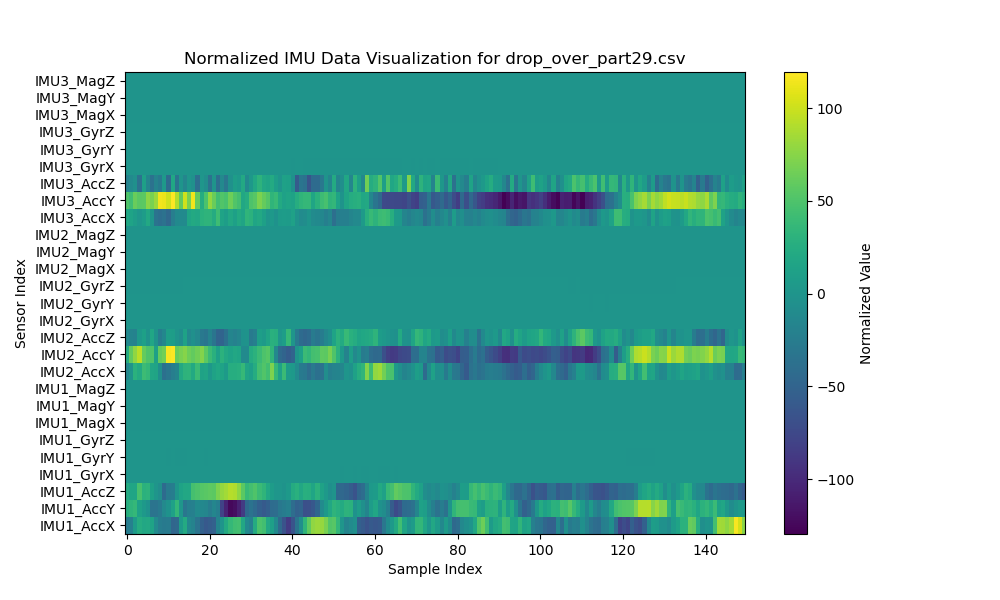 Normalized IMU Data Visualization for drop_over_part29.csv
IMU3_MagZ
IMU3_MagY
IMU3_MagX
IMU3_GyrZ
IMU3_GyrY
IMU3_GyrX
IMU3_AccZ
IMU3_AccY
IMU3_AccX
IMU2_MagZ
IMU2_MagY
IMU2_MagX
IMU2_GyrZ
IMU2_GyrY
IMU2_GyrX
IMU2_AccZ
IMU2_AccY
IMU2_AccX
IMU1_MagZ
IMU1_MagY
IMU1_MagX
IMU1_GyrZ
IMU1_GyrY
IMU1_GyrX
IMU1_AccZ
IMU1_AccY
IMU1_AccX
Sensor Index
0 20 40 60 80 100 120 140
Sample Index
100
50
0
−50
−100
Normalized Value